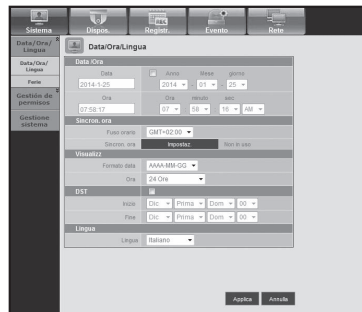 Sistema Dispos. Registr. Evento Rete
Data/Ora/
Lingua
Data/Ora/
Lingua
Fonte
Gestión de
permisos
Gestione
sistema
Data/Ora/Lingua
Data /Ora
Data Anno Mese giorno
2014-1-25 2014 - 01 - 25
Ora Ora minuto sec
07:58:17 07 : 58 : 16 AM
Sincron. ora
Fuso orario GMT+02:00
Sincron. ora Impostaz. Non in uso
Visualizz
Formato data AAAA-MM-GG
Ora 24 Ore
DST
Inizio Dic Prima Dom 00
Fine Dic Prima Dom 00
Lingua
Lingua Italiano
Applica Annulla